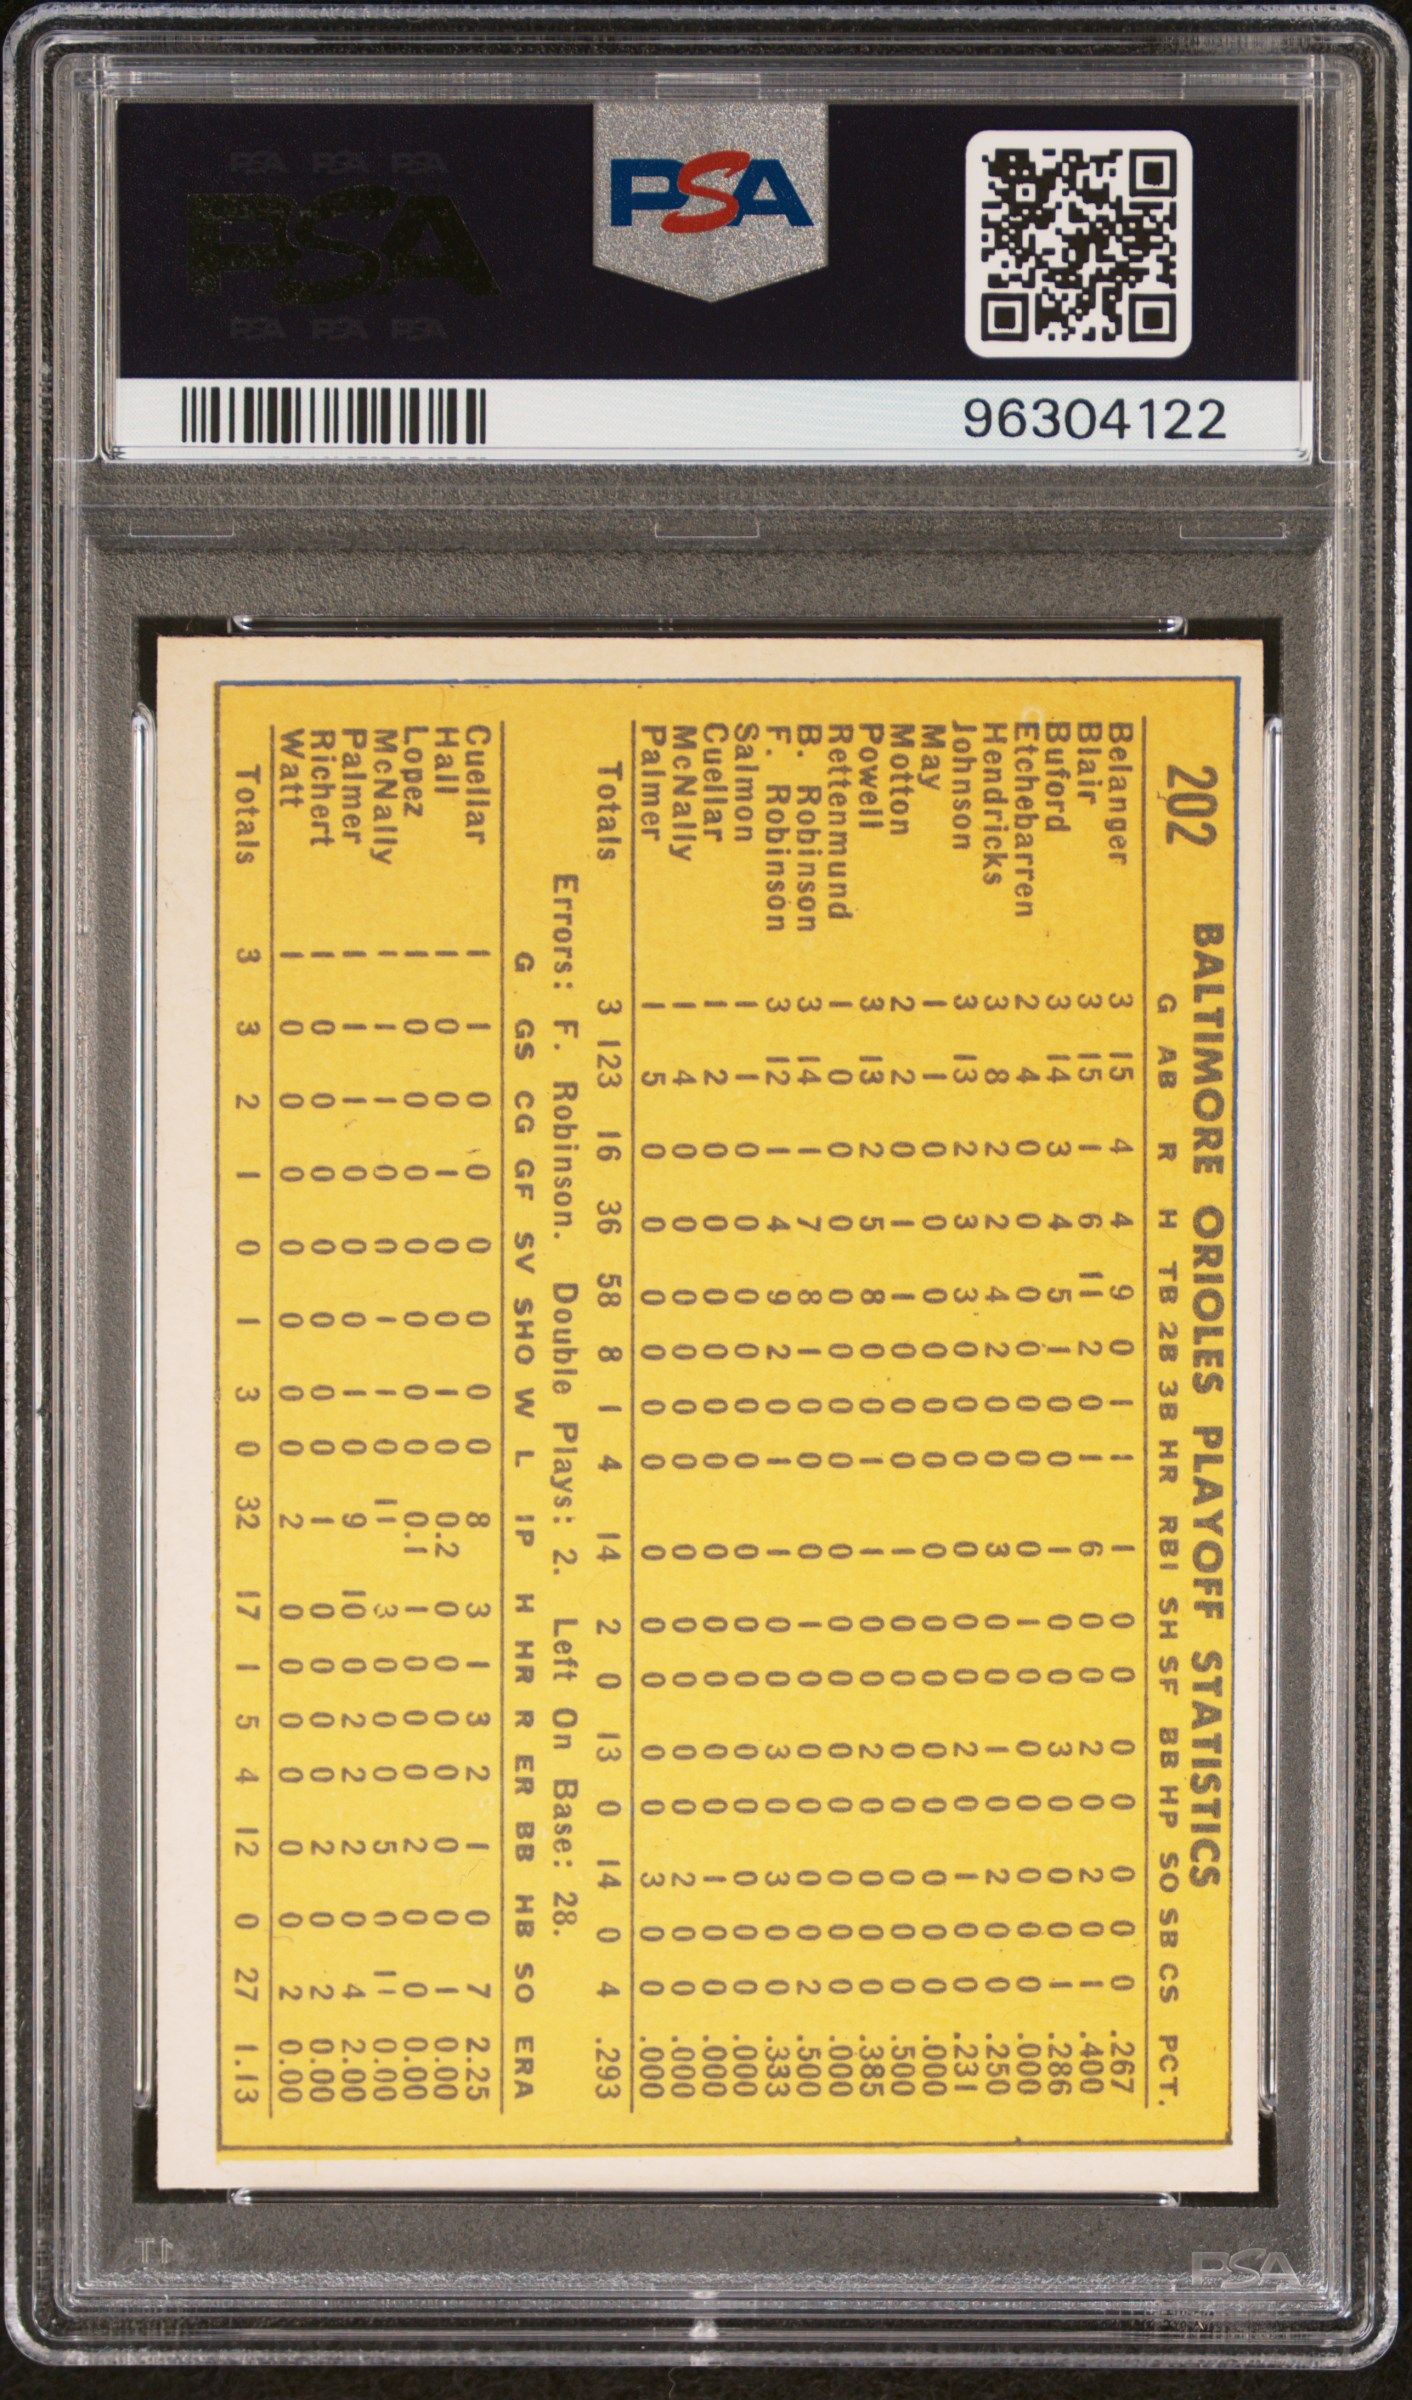 PSA PSA PSA
PSA
PSA PSA PSA
PSA
96304122
202 BALTIMORE ORIOLES PLAYOFF STATISTICS
G AB R H TB 2B 3B HR RBI SH SF BB HP SO SB CS PCT.
Belanger 3 15 4 4 9 0 1 1 1 0 0 0 0 0 0 0 .267
Blair 3 15 1 6 11 2 0 1 6 0 0 2 0 2 0 1 .400
Buford 3 14 3 4 5 1 0 0 1 0 0 3 0 0 0 1 .286
Etchebarren 2 4 0 0 0 0 0 0 0 1 0 0 0 0 0 0 .000
Hendricks 3 8 2 2 4 2 0 0 3 0 0 1 0 2 0 0 .250
Johnson 3 13 2 3 3 0 0 0 0 0 0 2 0 1 0 0 .231
May 1 1 0 0 0 0 0 0 0 0 0 0 0 0 0 0 .000
Motton 2 2 0 1 1 0 0 0 1 0 0 0 0 0 0 0 .500
Powell 3 13 2 5 8 0 0 1 1 0 0 2 0 0 0 0 .385
Rettenmund 1 0 0 0 0 0 0 0 0 0 0 0 0 0 0 0 .000
B. Robinson 3 14 1 7 8 1 0 0 0 1 0 0 0 0 0 2 .500
F. Robinson 3 12 1 4 9 2 0 1 1 0 0 3 0 3 0 0 .333
Salmon 1 1 0 0 0 0 0 0 0 0 0 0 0 0 0 0 .000
Cuellar 1 2 0 0 0 0 0 0 0 0 0 0 0 1 0 0 .000
McNally 1 4 0 0 0 0 0 0 0 0 0 0 0 2 0 0 .000
Palmer 1 5 0 0 0 0 0 0 0 0 0 0 0 3 0 0 .000
Totals 3 123 16 36 58 8 1 4 14 2 0 13 0 14 0 4 .293
Errors: F. Robinson. Double Plays: 2. Left On Base: 28.
G GS CG GF SV SHO W L IP H HR R ER BB HB SO ERA
Cuellar 1 1 0 0 0 0 0 0 8 3 1 3 2 1 0 7 2.25
Hall 1 0 0 1 0 0 1 0 0.2 0 0 0 0 0 0 1 0.00
Lopez 1 0 0 0 0 0 0 0 0.1 1 0 0 0 2 0 0 0.00
McNally 1 1 1 0 0 1 1 0 11 3 0 0 0 5 0 11 0.00
Palmer 1 1 1 0 0 0 1 0 9 10 0 2 2 2 0 4 2.00
Richert 1 0 0 0 0 0 0 0 1 0 0 0 0 2 0 2 0.00
Watt 1 0 0 0 0 0 0 0 2 0 0 0 0 0 0 2 0.00
Totals 3 3 2 1 0 1 3 0 32 17 1 5 4 12 0 27 1.13
PSA